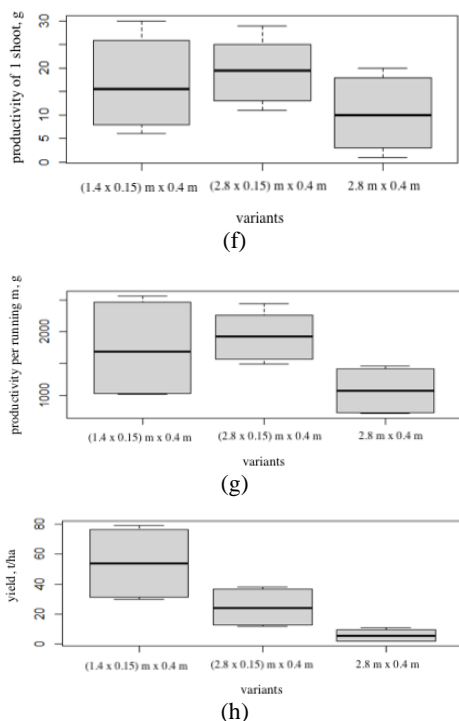 productivity of 1 shoot, g
30
20
10
5
0
(1.4 x 0.15) m x 0.4 m
(2.8 x 0.15) m x 0.4 m
2.8 m x 0.4 m
variants
(f)
productivity per running m, g
2000
1000
(1.4 x 0.15) m x 0.4 m
(2.8 x 0.15) m x 0.4 m
2.8 m x 0.4 m
variants
(g)
yield, t/ha
80
60
40
20
0
(1.4 x 0.15) m x 0.4 m
(2.8 x 0.15) m x 0.4 m
2.8 m x 0.4 m
variants
(h)